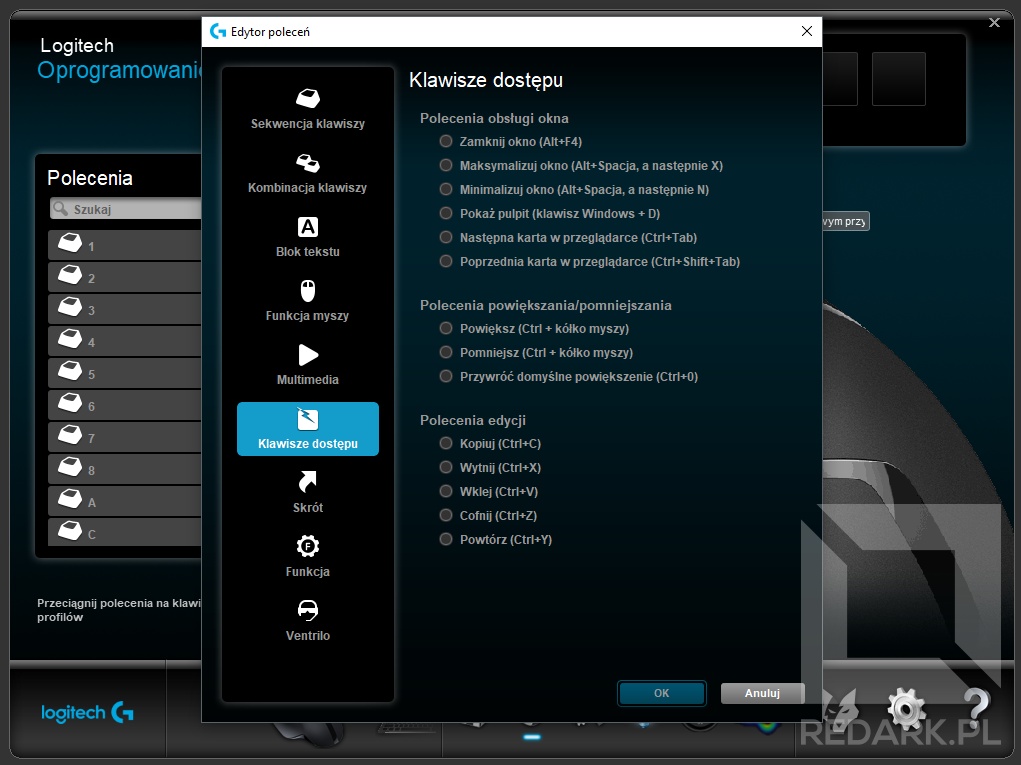 Edytor poleceń
Logitech
Oprogramowanie
Polecenia
Szukaj
1
2
3
4
5
6
7
8
A
C
Przeciągnij polecenia na klawi
profilów
Sekwencja klawiszy
Kombinacja klawiszy
A
Blok tekstu
Funkcja myszy
Multimedia
Klawisze dostępu
Skrót
F
Funkcja
Ventrilo
Klawisze dostępu
Polecenia obsługi okna
Zamknij okno (Alt+F4)
Maksymalizuj okno (Alt+Spacja, a następnie X)
Minimalizuj okno (Alt+Spacja, a następnie N)
Pokaż pulpit (klawisz Windows + D)
Następna karta w przeglądarce (Ctrl+Tab)
Poprzednia karta w przeglądarce (Ctrl+Shift+Tab)
Polecenia powiększania/pomniejszania
Powiększ (Ctrl + kółko myszy)
Pomniejsz (Ctrl + kółko myszy)
Przywróć domyślne powiększenie (Ctrl+0)
Polecenia edycji
Kopiuj (Ctrl+C)
Wytnij (Ctrl+X)
Wklej (Ctrl+V)
Cofnij (Ctrl+Z)
Powtórz (Ctrl+Y)
OK
Anuluj
vym przy
logitech G
?
REDARK.PL